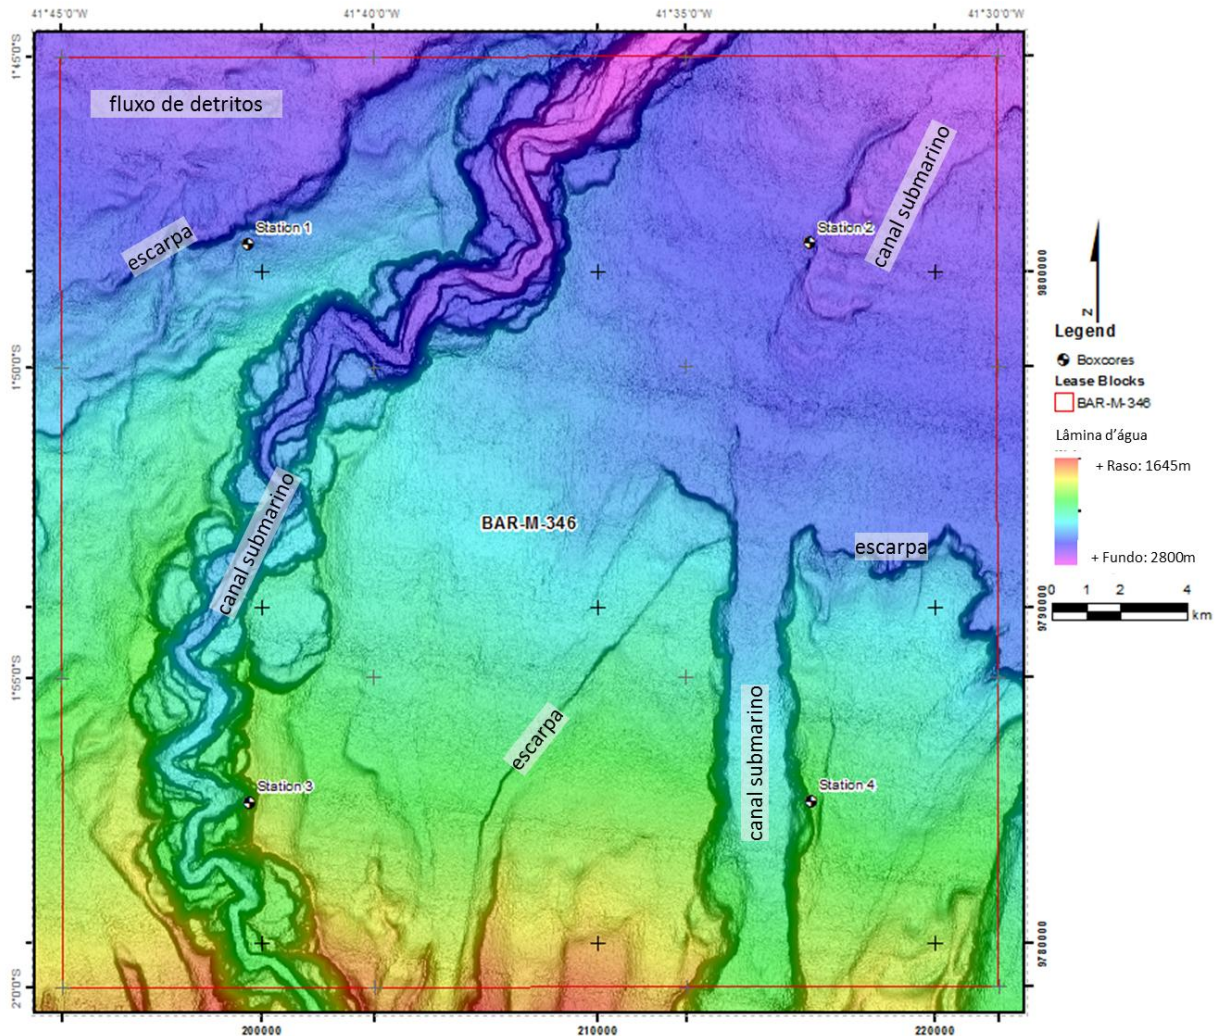 41°45'0"W
41°40'0"W
41°35'0"W
41°30'0"W
1°45'0"S
fluxo de detritos
canal submarino
escarpa
Station 1
Station 2
9800000
N
Legend
Boxcores
Lease Blocks
BAR-M-346
1°50'0"S
Lâmina d'água
+ Raso: 1645m
canal submarino
BAR-M-346
escarpa
+ Fundo: 2800m
0 1 2 4
km
9790000
1°55'0"S
escarpa
canal submarino
Station 3
Station 4
9780000
2°0'0"S
200000
210000
220000